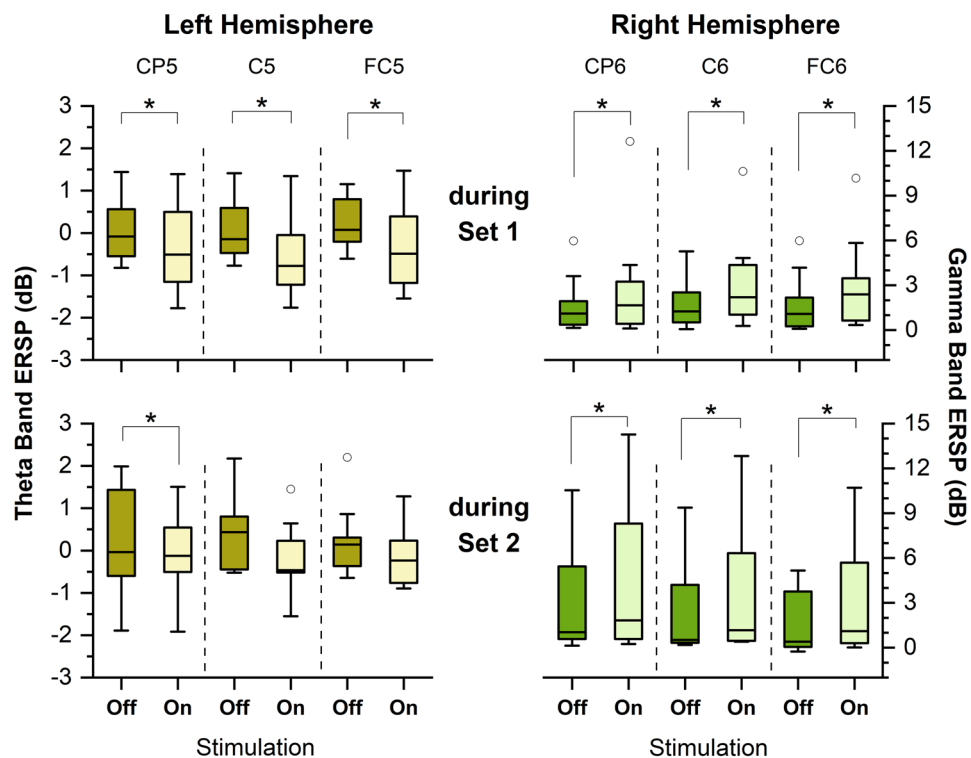 Left Hemisphere
Right Hemisphere
CP5 C5 FC5
CP6 C6 FC6
* * *
* * *
3
2
1
0
-1
-2
-3
15
12
9
6
3
0
during
Set 1
Theta Band ERSP (dB)
Gamma Band ERSP (dB)
*
* * *
3
2
1
0
-1
-2
-3
15
12
9
6
3
0
during
Set 2
Off On Off On Off On
Off On Off On Off On
Stimulation
Stimulation